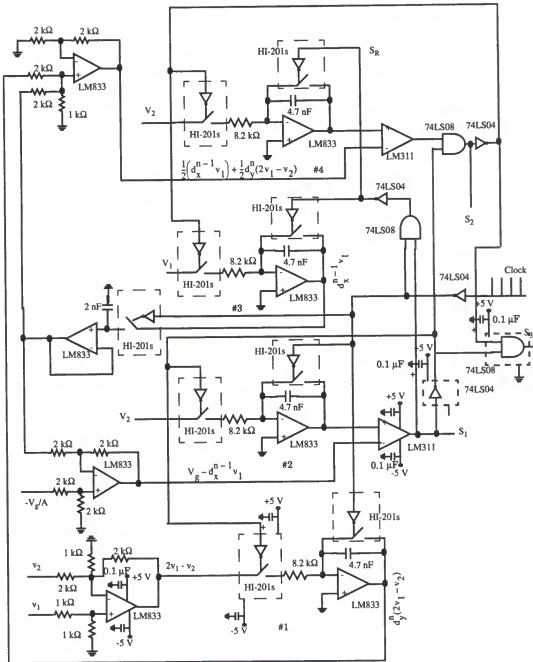 2 kΩ
2 kΩ
LM833
2 kΩ
2 kΩ
1 kΩ
HI-201s
S_R
V_2
HI-201s
8.2 kΩ
4.7 nF
LM833
LM311
74LS08
74LS04
½(d_x^{n-1} v_1) + ½d_y^n(2v_1 - v_2)
#4
S_2
74LS04
HI-201s
V_1
HI-201s
8.2 kΩ
4.7 nF
LM833
d_x^{n-1} v_1
74LS08
#3
2 nF
LM833
HI-201s
74LS04
Clock
+5 V
0.1 μF
74LS08
+5 V
0.1 μF
74LS04
HI-201s
V_2
HI-201s
8.2 kΩ
4.7 nF
LM833
#2
+5 V
LM311
0.1 μF
-5 V
S_1
2 kΩ
2 kΩ
LM833
-V_g/A
2 kΩ
2 kΩ
V_g - d_x^{n-1} v_1
+5 V
HI-201s
1 kΩ
2 kΩ
v_2
2 kΩ
0.1 μF
+5 V
2v_1 - v_2
HI-201s
8.2 kΩ
4.7 nF
LM833
d_y^n(2v_1 - v_2)
v_1
1 kΩ
LM833
1 kΩ
-5 V
-5 V
#1